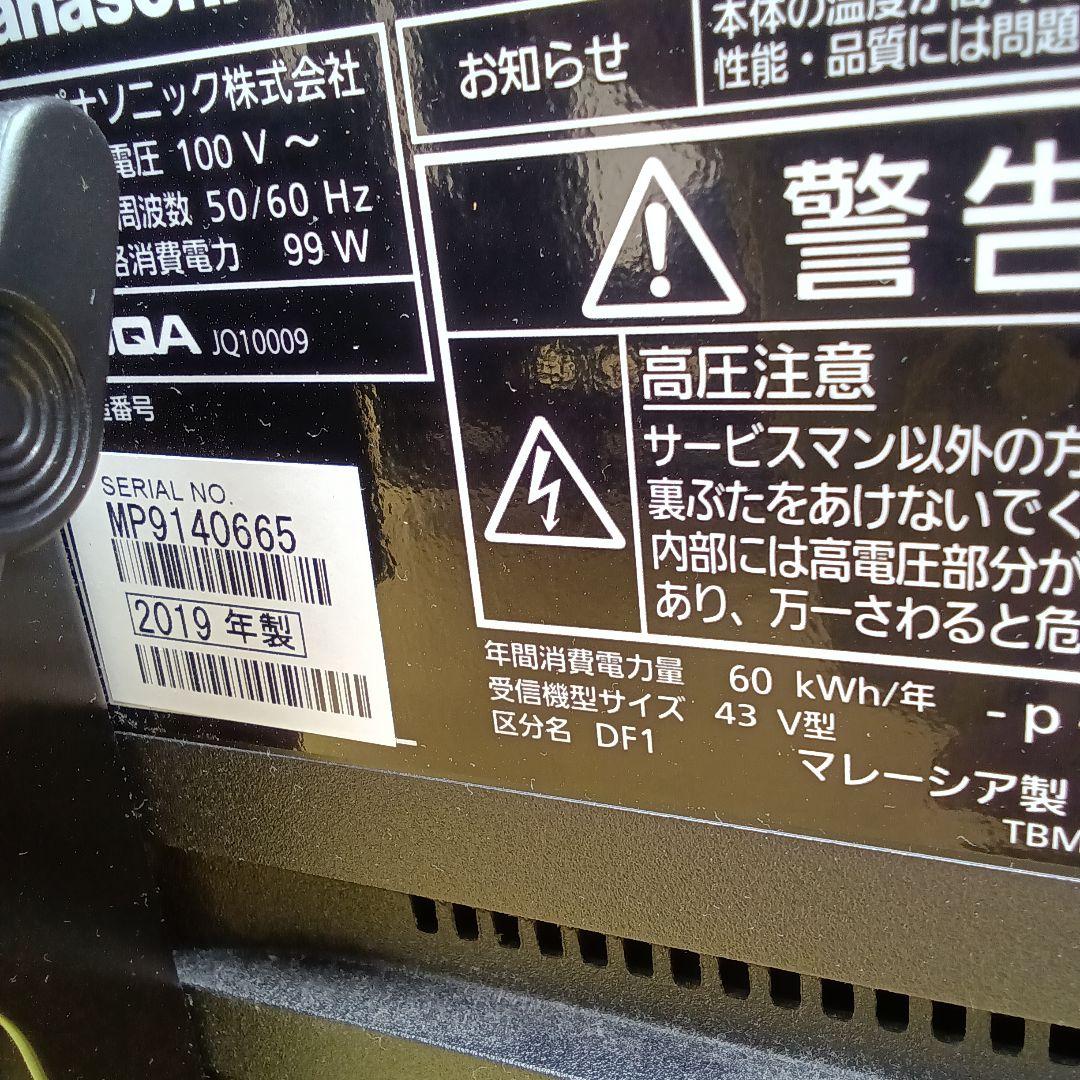 Panasonic
パナソニック株式会社
電圧 100 V ～
周波数 50/60 Hz
格消費電力 99 W
JQA JQ10009
造番号
SERIAL NO.
MP9140665
2019 年製
お知らせ
本体の温度が高
性能・品質には問題
警告
高圧注意
サービスマン以外の方
裏ぶたをあけないでく
内部には高電圧部分が
あり、万一さわると危
年間消費電力量 60 kWh/年
受信機型サイズ 43 V型
区分名 DF1
- p
マレーシア製
TBM